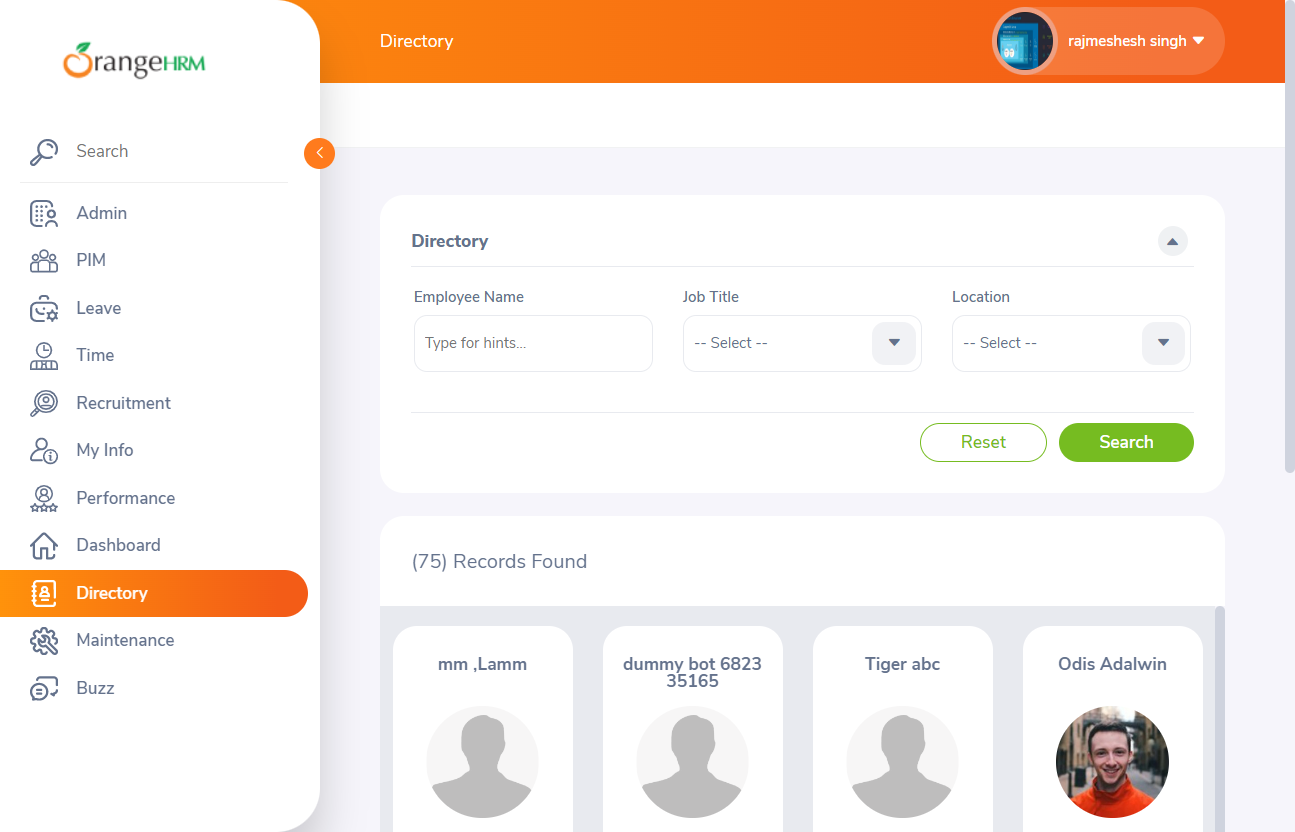 OrangeHRM
Directory
rajmeshesh singh
Search
Admin
PIM
Leave
Time
Recruitment
My Info
Performance
Dashboard
Directory
Maintenance
Buzz
Directory
Employee Name
Job Title
Location
Type for hints...
-- Select --
-- Select --
Reset
Search
(75) Records Found
mm ,Lamm
dummy bot 6823
35165
Tiger abc
Odis Adalwin